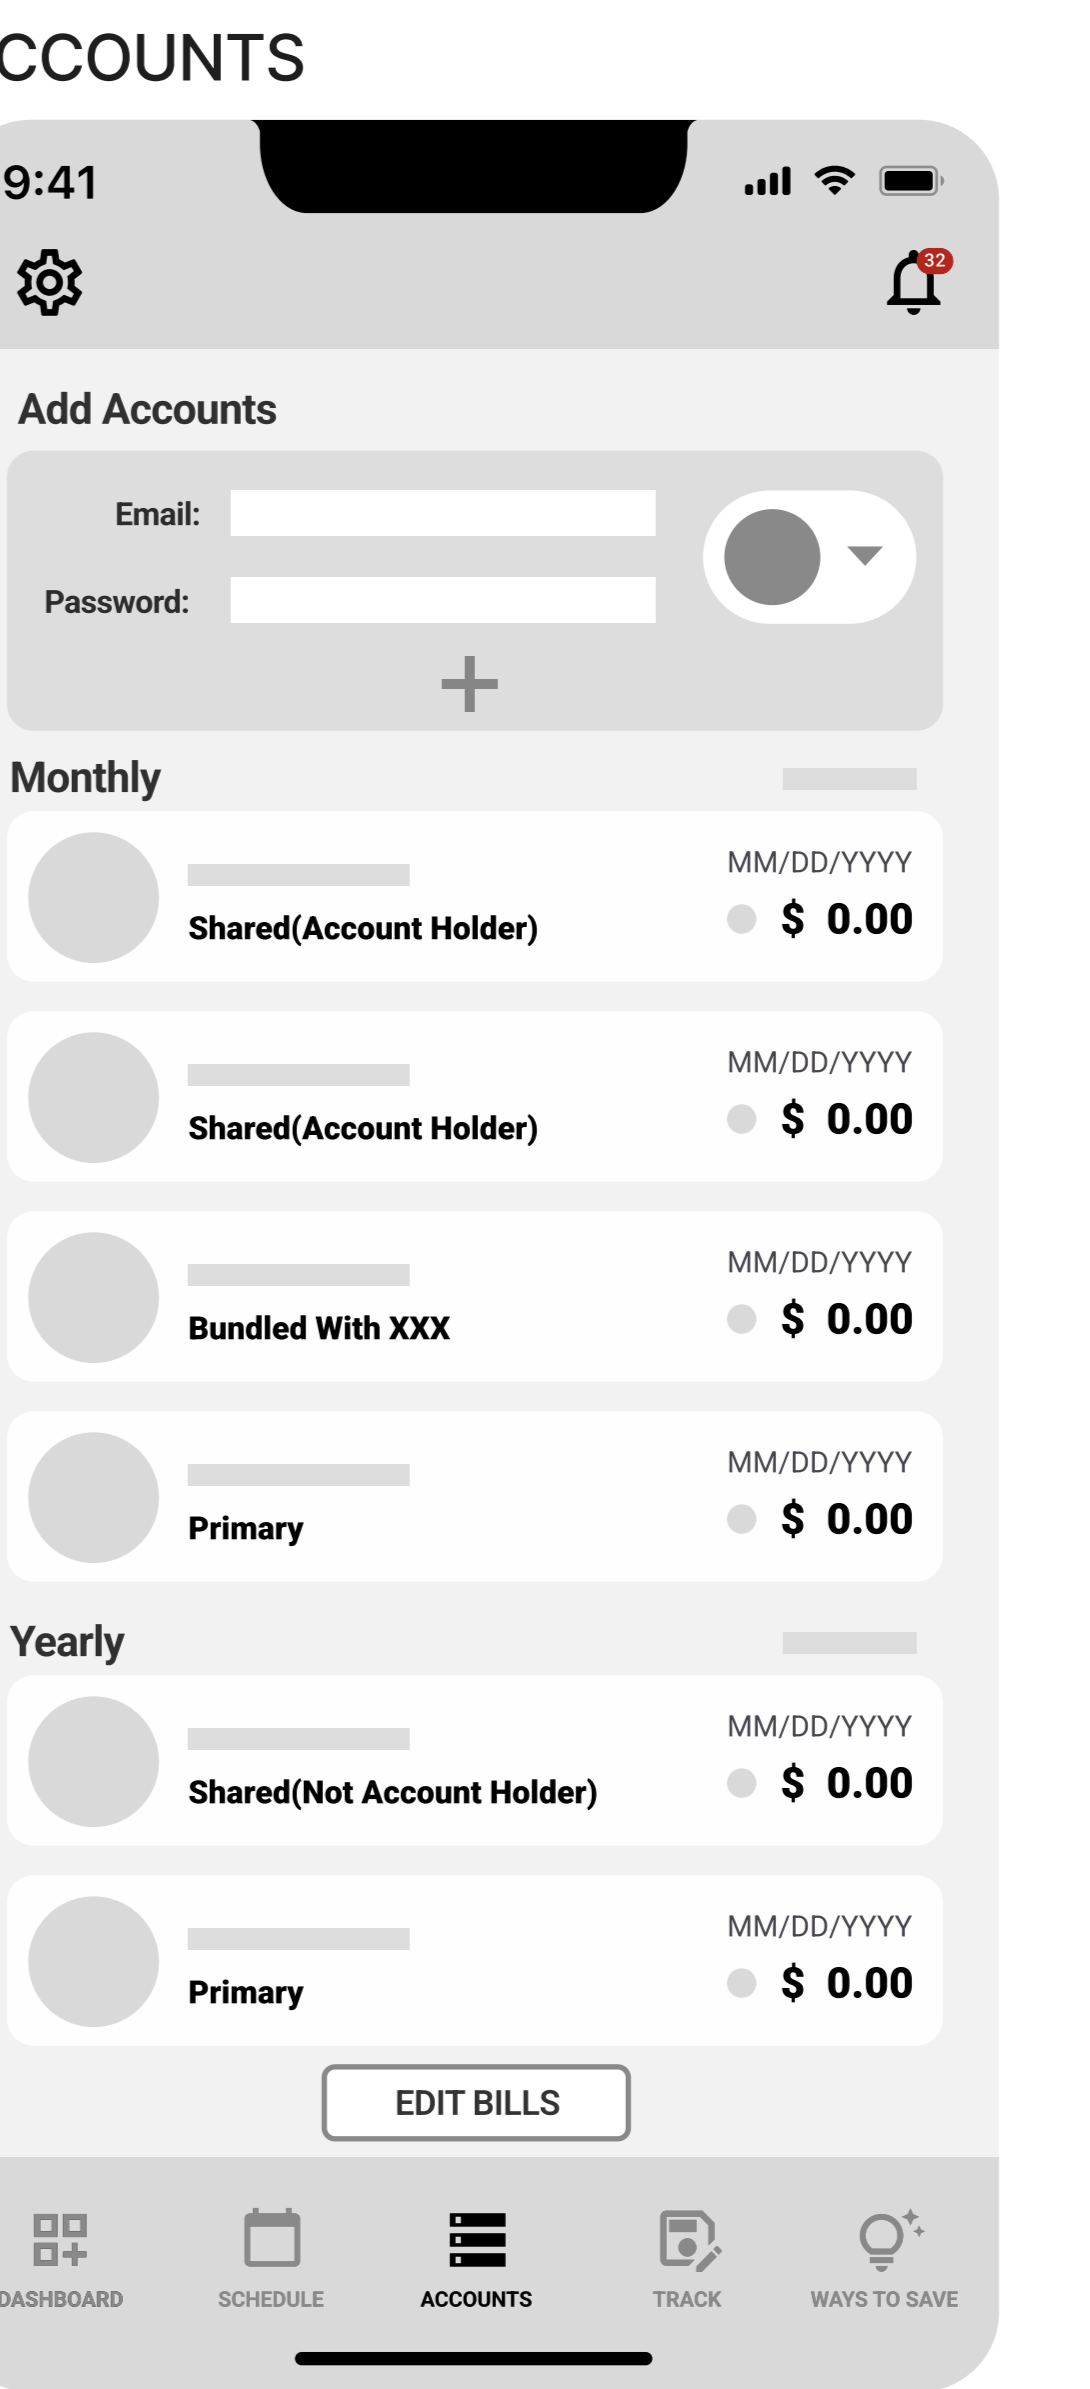 CCOUNTS
9:41
32
Add Accounts
Email:
Password:
Monthly
MM/DD/YYYY
$ 0.00
Shared(Account Holder)
MM/DD/YYYY
$ 0.00
Shared(Account Holder)
MM/DD/YYYY
$ 0.00
Bundled With XXX
MM/DD/YYYY
$ 0.00
Primary
Yearly
MM/DD/YYYY
$ 0.00
Shared(Not Account Holder)
MM/DD/YYYY
$ 0.00
Primary
EDIT BILLS
DASHBOARD
SCHEDULE
ACCOUNTS
TRACK
WAYS TO SAVE